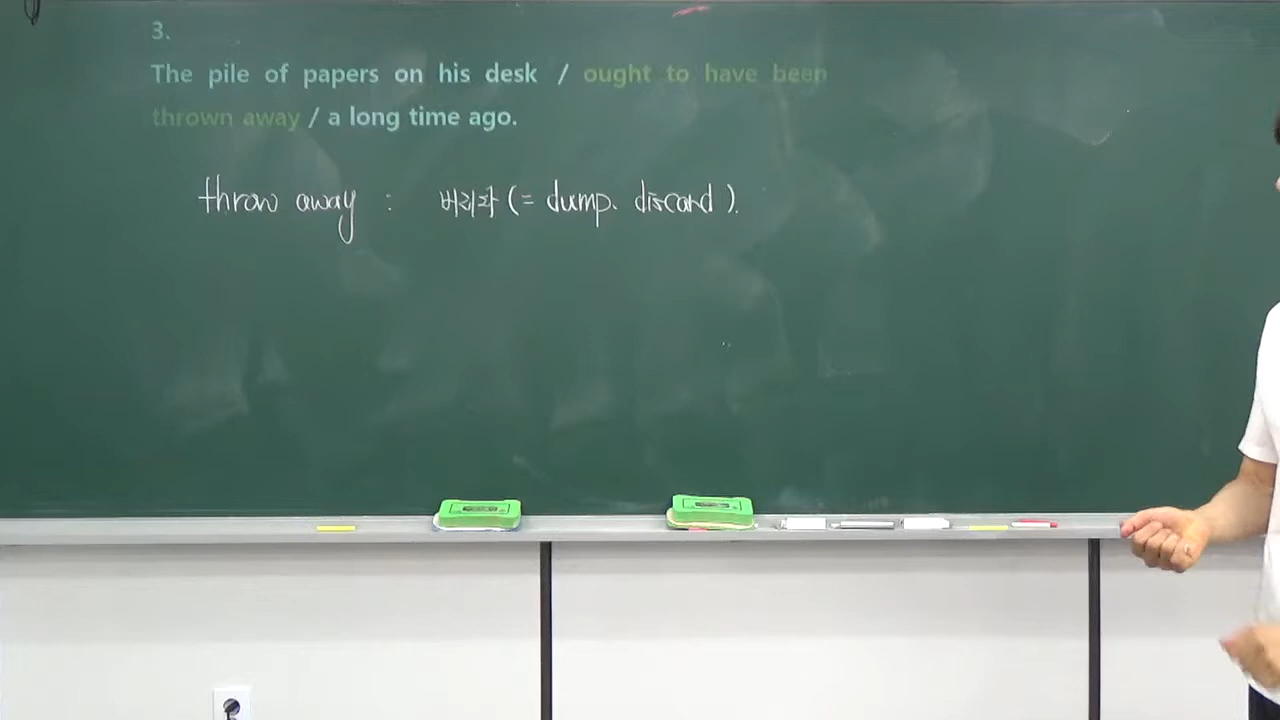 3.
The pile of papers on his desk / ought to have been
thrown away / a long time ago.
throw away : 버리다 (= dump, discard).